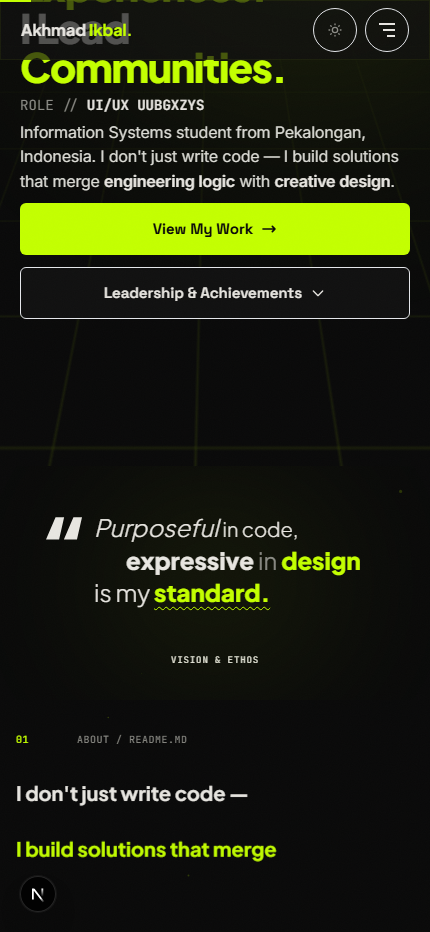 Experiences.
I Lead
Akhmad Ikbal.
Communities.
ROLE // UI/UX UUBGXZYS
Information Systems student from Pekalongan,
Indonesia. I don't just write code — I build solutions
that merge engineering logic with creative design.
View My Work →
Leadership & Achievements
“
Purposeful in code,
expressive in design
is my standard.
VISION & ETHOS
01 ABOUT / README.MD
I don't just write code —
I build solutions that merge
N